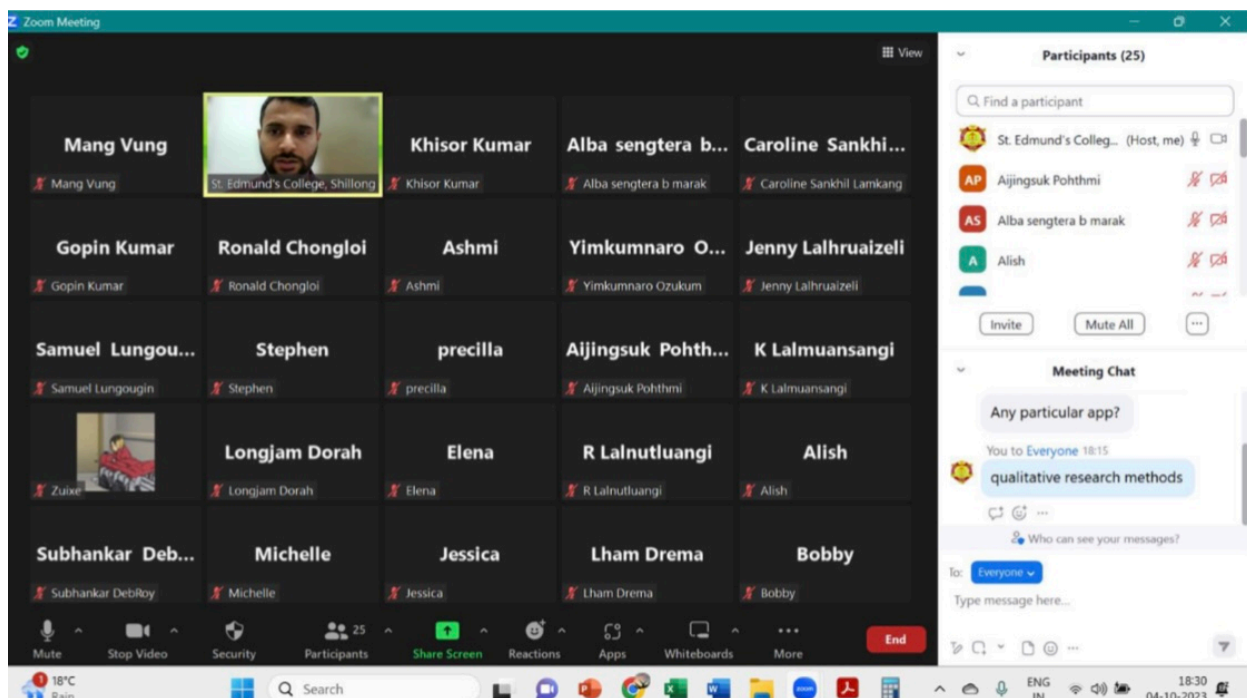 Zoom Meeting
View
Mang Vung
Mang Vung
St. Edmund's College, Shillong
Khisor Kumar
Khisor Kumar
Alba sengtera b...
Alba sengtera b marak
Caroline Sankhi...
Caroline Sankhil Lamkang
Gopin Kumar
Gopin Kumar
Ronald Chongloi
Ronald Chongloi
Ashmi
Ashmi
Yimkumnaro O...
Yimkumnaro Ozukum
Jenny Lalhruaizeli
Jenny Lalhruaizeli
Samuel Lungou...
Samuel Lungougin
Stephen
Stephen
precilla
precilla
Aijingsuk Pohth...
Aijingsuk Pohthmi
K Lalmuansangi
K Lalmuansangi
Zuixe
Longjam Dorah
Longjam Dorah
Elena
Elena
R Lalnutluangi
R Lalnutluangi
Alish
Alish
Subhankar Deb...
Subhankar DebRoy
Michelle
Michelle
Jessica
Jessica
Lham Drema
Lham Drema
Bobby
Bobby
Mute
Stop Video
Security
25
Participants
Share Screen
Reactions
Apps
Whiteboards
More
End
Participants (25)
Find a participant
St. Edmund's Colleg... (Host, me)
AP Aijingsuk Pohthmi
AS Alba sengtera b marak
A Alish
Invite
Mute All
Meeting Chat
Any particular app?
You to Everyone 18:15
qualitative research methods
Who can see your messages?
To: Everyone
Type message here...
1
18°C
Rain
Search
zoom
ENG
IN
18:30
04-10-2023